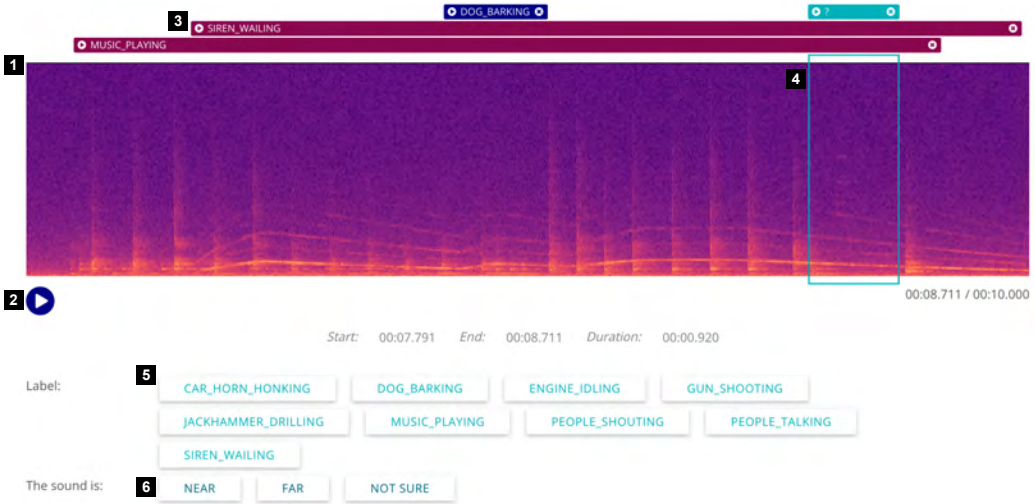 DOG_BARKING ?
3 SIREN_WAILING
MUSIC_PLAYING
1
4
2 00:08.711 / 00:10.000
Start: 00:07.791 End: 00:08.711 Duration: 00:00.920
Label: 5 CAR_HORN_HONKING DOG_BARKING ENGINE_IDLING GUN_SHOOTING
JACKHAMMER_DRILLING MUSIC_PLAYING PEOPLE_SHOUTING PEOPLE_TALKING
SIREN_WAILING
The sound is: 6 NEAR FAR NOT SURE